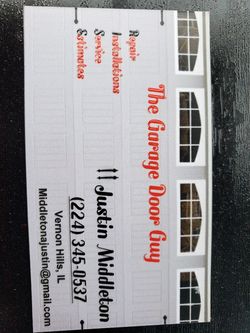 The Garage Door Guy
Repair
Installations
Service
Estimates
Justin Middleton
(224) 345-0537
Vernon Hills, IL
Middletonajustin@gmail.com